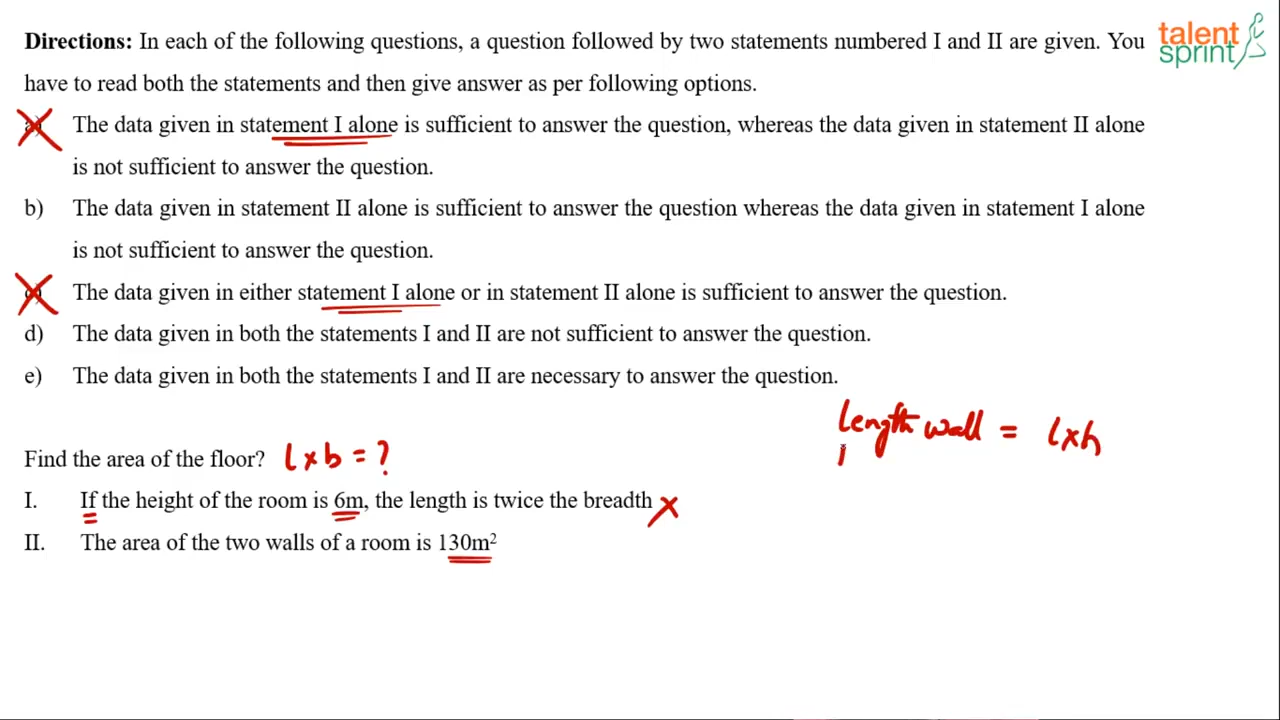 Directions: In each of the following questions, a question followed by two statements numbered I and II are given. You
have to read both the statements and then give answer as per following options.
talent
sprint
The data given in statement I alone is sufficient to answer the question, whereas the data given in statement II alone
is not sufficient to answer the question.
b) The data given in statement II alone is sufficient to answer the question whereas the data given in statement I alone
is not sufficient to answer the question.
The data given in either statement I alone or in statement II alone is sufficient to answer the question.
d) The data given in both the statements I and II are not sufficient to answer the question.
e) The data given in both the statements I and II are necessary to answer the question.
length wall = l×h
Find the area of the floor? l×b = ?
I. If the height of the room is 6m, the length is twice the breadth
II. The area of the two walls of a room is 130m²